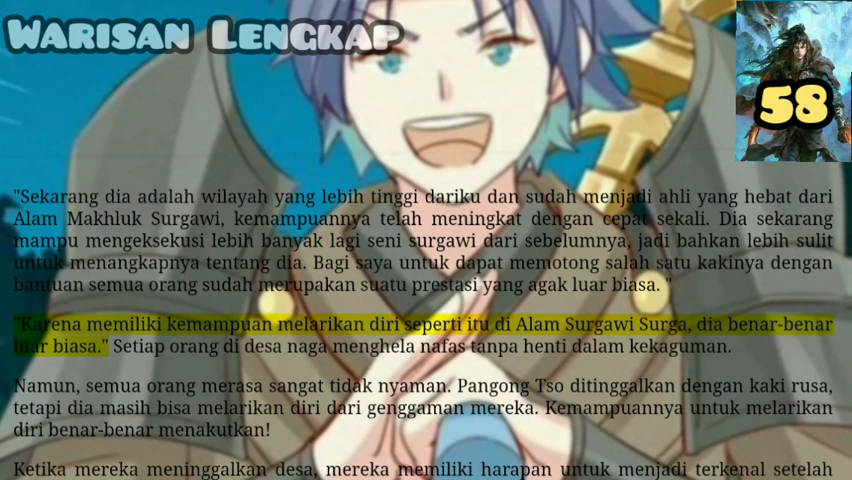 Warisan Lengkap
58
"Sekarang dia adalah wilayah yang lebih tinggi dariku dan sudah menjadi ahli yang hebat dari
Alam Makhluk Surgawi, kemampuannya telah meningkat dengan cepat sekali. Dia sekarang
mampu mengeksekusi lebih banyak lagi seni surgawi dari sebelumnya, jadi bahkan lebih sulit
untuk menangkapnya tentang dia. Bagi saya untuk dapat memotong salah satu kakinya dengan
bantuan semua orang sudah merupakan suatu prestasi yang agak luar biasa. "
"Karena memiliki kemampuan melarikan diri seperti itu di Alam Surgawi Surga, dia benar-benar
luar biasa." Setiap orang di desa naga menghela nafas tanpa henti dalam kekaguman.
Namun, semua orang merasa sangat tidak nyaman. Pangong Tso ditinggalkan dengan kaki rusa,
tetapi dia masih bisa melarikan diri dari genggaman mereka. Kemampuannya untuk melarikan
diri benar-benar menakutkan!
Ketika mereka meninggalkan desa, mereka memiliki harapan untuk menjadi terkenal setelah